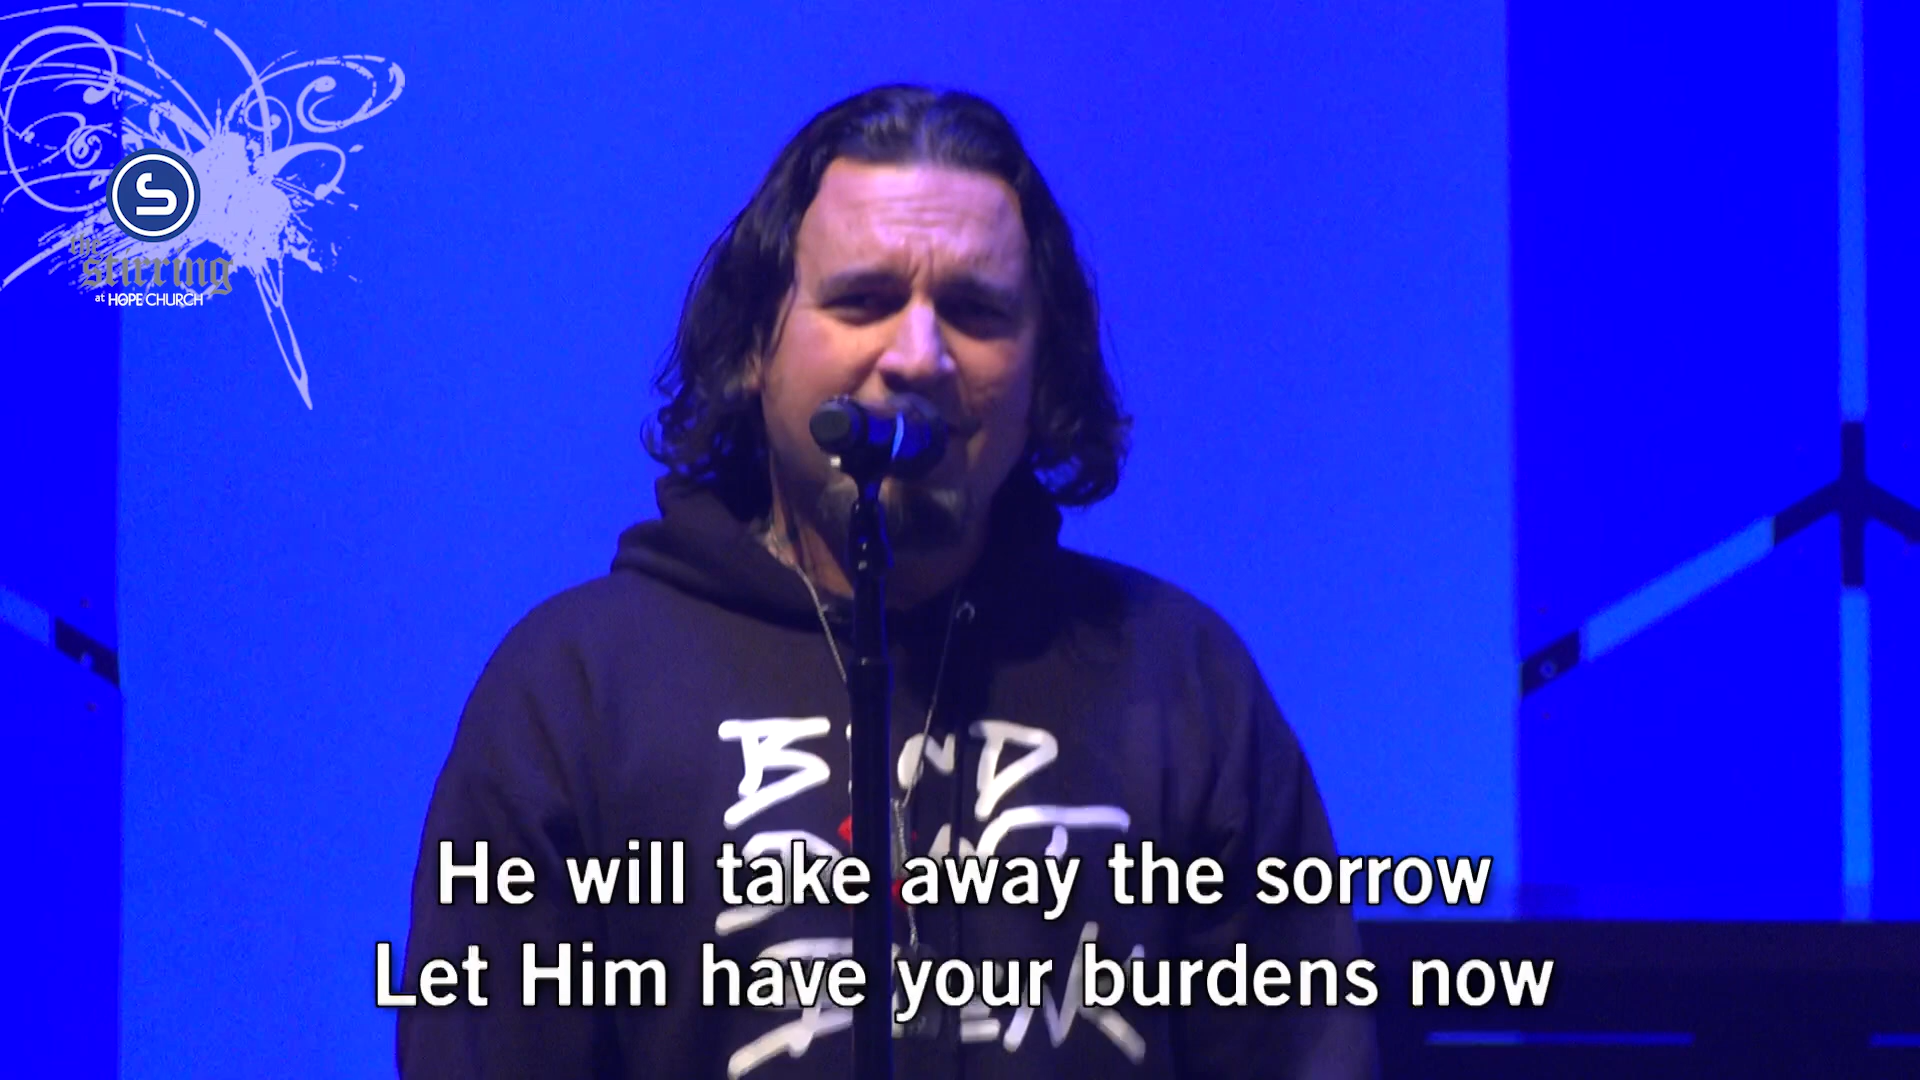 the
stirring
at HOPE CHURCH
He will take away the sorrow
Let Him have your burdens now